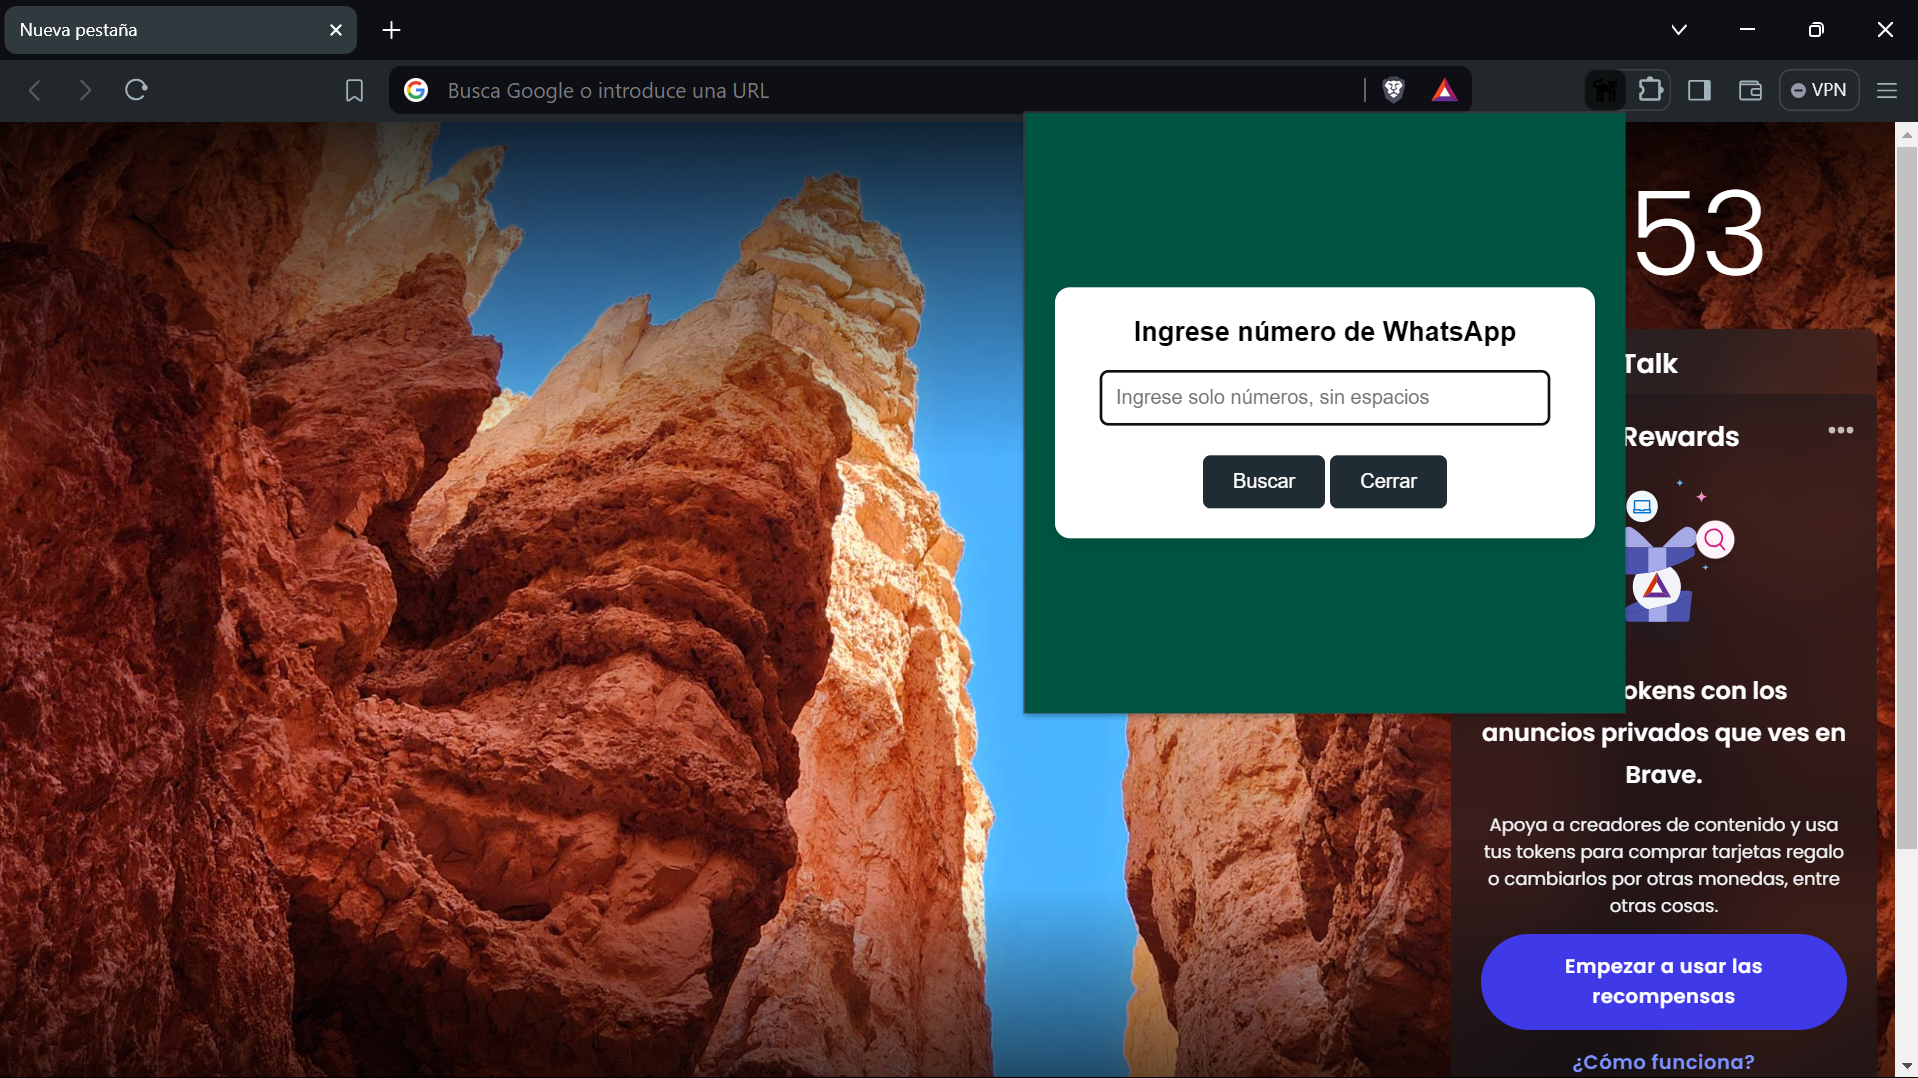 Nueva pestaña
Busca Google o introduce una URL
VPN
53
Ingrese número de WhatsApp
Ingrese solo números, sin espacios
Buscar
Cerrar
Talk
Rewards
okens con los
anuncios privados que ves en
Brave.
Apoya a creadores de contenido y usa
tus tokens para comprar tarjetas regalo
o cambiarlos por otras monedas, entre
otras cosas.
Empezar a usar las
recompensas
¿Cómo funciona?